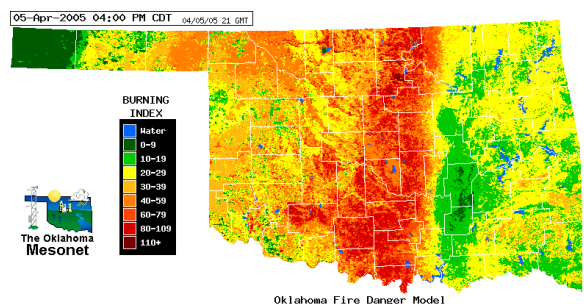 05-Apr-2005 04:00 PM CDT 04/05/05 21 GMT
BURNING
INDEX
Water
0-9
10-19
20-29
30-39
40-59
60-79
80-109
110+
The Oklahoma
Mesonet
Oklahoma Fire Danger Model